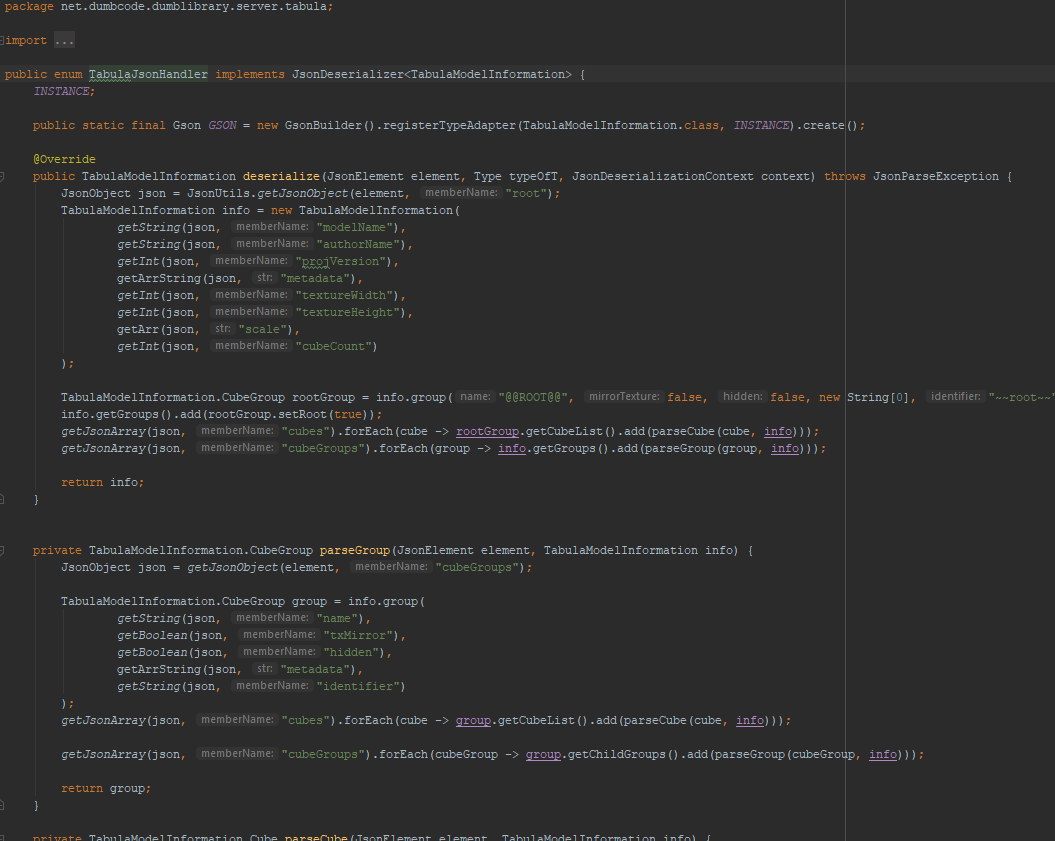 package net.dumbcode.dumblibrary.server.tabula;
import ...
public enum TabulaJsonHandler implements JsonDeserializer<TabulaModelInformation> {
INSTANCE;
public static final Gson GSON = new GsonBuilder().registerTypeAdapter(TabulaModelInformation.class, INSTANCE).create();
@Override
public TabulaModelInformation deserialize(JsonElement element, Type typeOfT, JsonDeserializationContext context) throws JsonParseException {
JsonObject json = JsonUtils.getJsonObject(element, memberName: "root");
TabulaModelInformation info = new TabulaModelInformation(
getString(json, memberName: "modelName"),
getString(json, memberName: "authorName"),
getInt(json, memberName: "projVersion"),
getArrString(json, str: "metadata"),
getInt(json, memberName: "textureWidth"),
getInt(json, memberName: "textureHeight"),
getArr(json, str: "scale"),
getInt(json, memberName: "cubeCount")
);
TabulaModelInformation.CubeGroup rootGroup = info.group( name: "@@ROOT@@", mirrorTexture: false, hidden: false, new String[0], identifier: "~~root~~"
info.getGroups().add(rootGroup.setRoot(true));
getJsonArray(json, memberName: "cubes").forEach(cube -> rootGroup.getCubeList().add(parseCube(cube, info)));
getJsonArray(json, memberName: "cubeGroups").forEach(group -> info.getGroups().add(parseGroup(group, info)));
return info;
}
private TabulaModelInformation.CubeGroup parseGroup(JsonElement element, TabulaModelInformation info) {
JsonObject json = getJsonObject(element, memberName: "cubeGroups");
TabulaModelInformation.CubeGroup group = info.group(
getString(json, memberName: "name"),
getBoolean(json, memberName: "txMirror"),
getBoolean(json, memberName: "hidden"),
getArrString(json, str: "metadata"),
getString(json, memberName: "identifier")
);
getJsonArray(json, memberName: "cubes").forEach(cube -> group.getCubeList().add(parseCube(cube, info)));
getJsonArray(json, memberName: "cubeGroups").forEach(cubeGroup -> group.getChildGroups().add(parseGroup(cubeGroup, info)));
return group;
}
private TabulaModelInformation.Cube parseCube(JsonElement element, TabulaModelInformation info) {